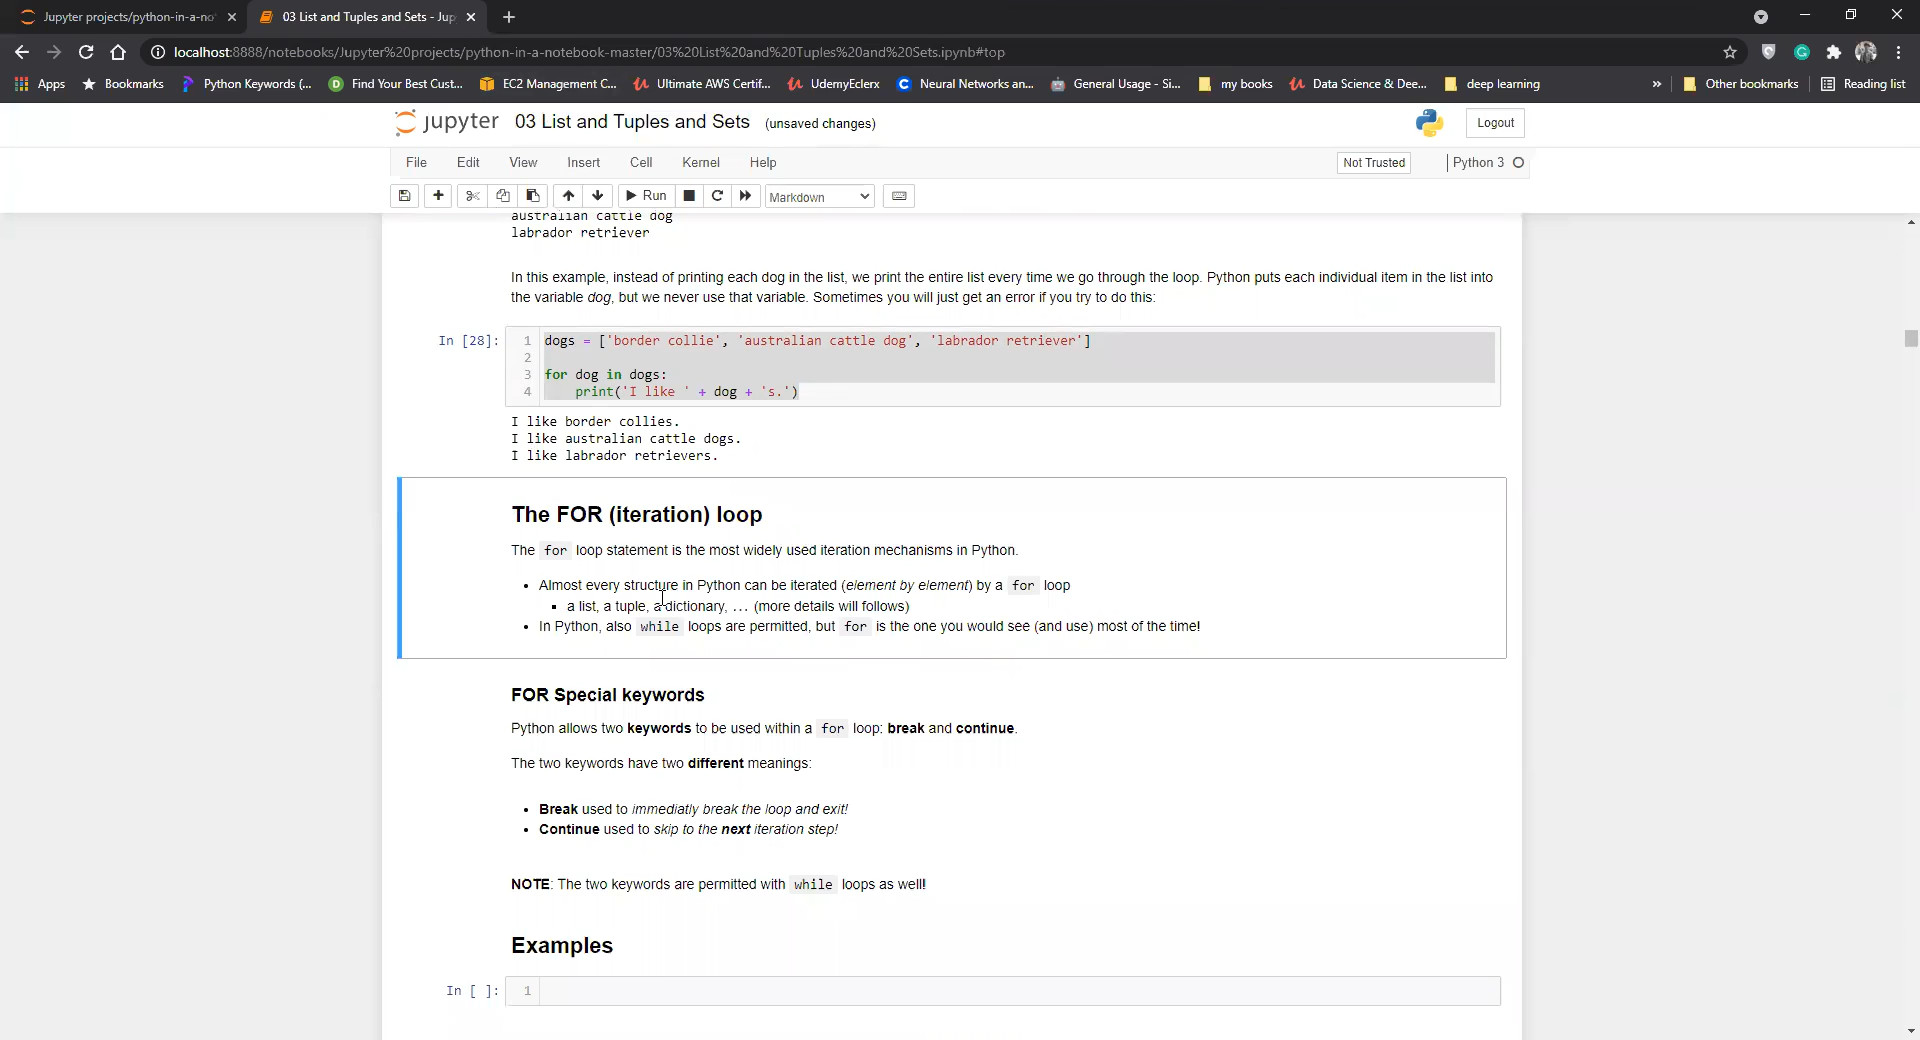 Jupyter projects/python-in-a-no
03 List and Tuples and Sets - Jup
localhost:8888/notebooks/Jupyter%20projects/python-in-a-notebook-master/03%20List%20and%20Tuples%20and%20Sets.ipynb#top
Apps
Bookmarks
Python Keywords (...
Find Your Best Cust...
EC2 Management C...
Ultimate AWS Certif...
UdemyEclerx
Neural Networks an...
General Usage - Si...
my books
Data Science & Dee...
deep learning
»
Other bookmarks
Reading list
jupyter 03 List and Tuples and Sets (unsaved changes)
Logout
File Edit View Insert Cell Kernel Help
Not Trusted
Python 3
Run
Markdown
australian cattle dog
labrador retriever
In this example, instead of printing each dog in the list, we print the entire list every time we go through the loop. Python puts each individual item in the list into
the variable dog, but we never use that variable. Sometimes you will just get an error if you try to do this:
In [28]:
1 dogs = ['border collie', 'australian cattle dog', 'labrador retriever']
2
3 for dog in dogs:
4     print('I like ' + dog + 's.')
I like border collies.
I like australian cattle dogs.
I like labrador retrievers.
The FOR (iteration) loop
The for loop statement is the most widely used iteration mechanisms in Python.
• Almost every structure in Python can be iterated (element by element) by a for loop
▪ a list, a tuple, a dictionary, … (more details will follows)
• In Python, also while loops are permitted, but for is the one you would see (and use) most of the time!
FOR Special keywords
Python allows two keywords to be used within a for loop: break and continue.
The two keywords have two different meanings:
• Break used to immediatly break the loop and exit!
• Continue used to skip to the next iteration step!
NOTE: The two keywords are permitted with while loops as well!
Examples
In [ ]:
1